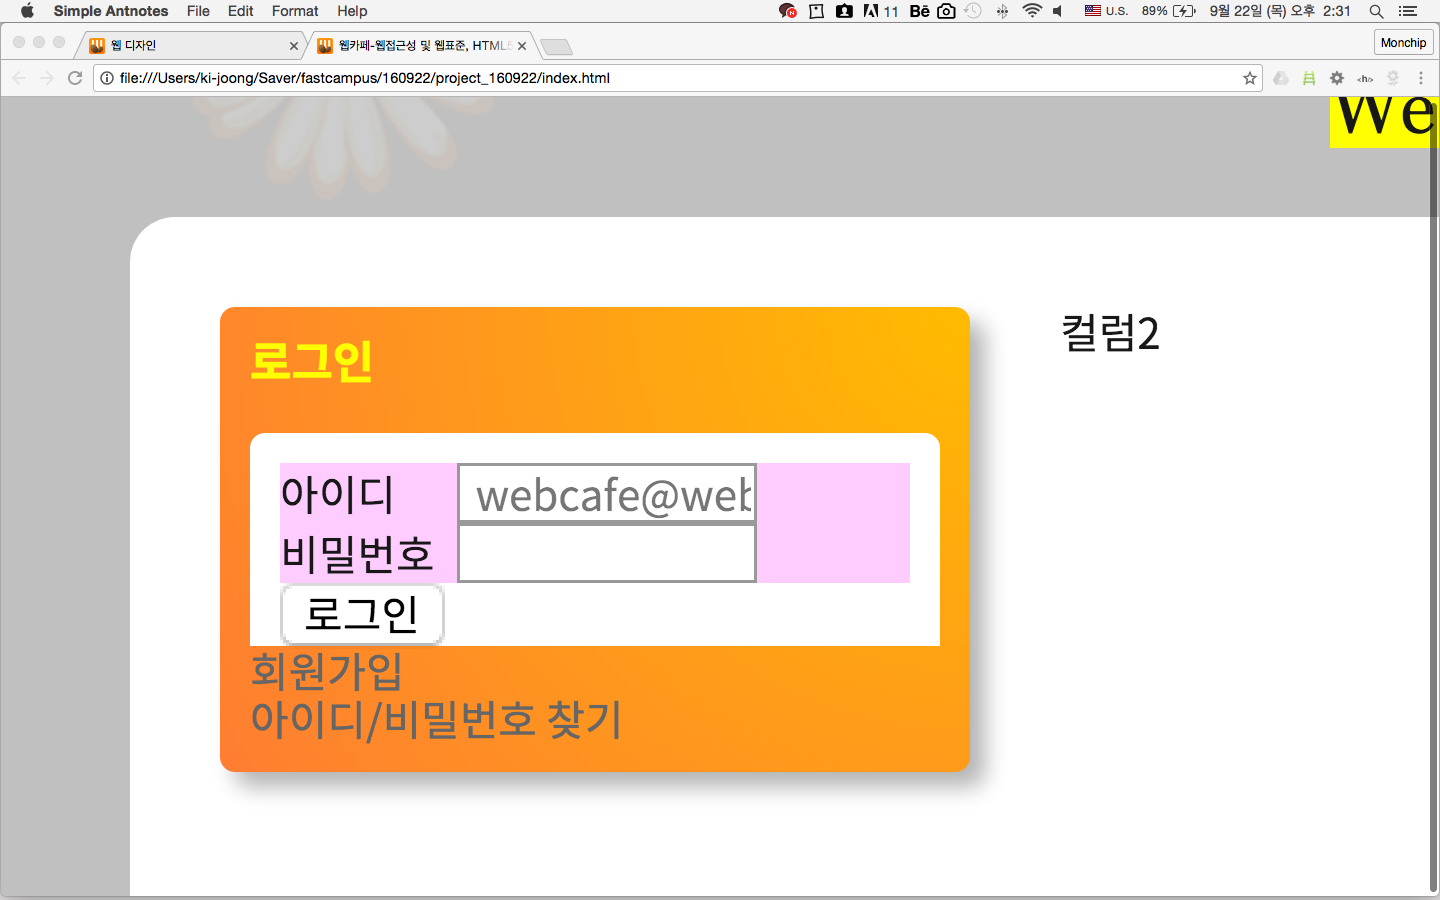 Simple Antnotes File Edit Format Help 11 Bē U.S. 89% 9월 22일 (목) 오후 2:31
웹 디자인 웹카페-웹접근성 및 웹표준, HTML5 Monchip
file:///Users/ki-joong/Saver/fastcampus/160922/project_160922/index.html <h/>
We
컬럼2
로그인
아이디 webcafe@web
비밀번호
로그인
회원가입
아이디/비밀번호 찾기